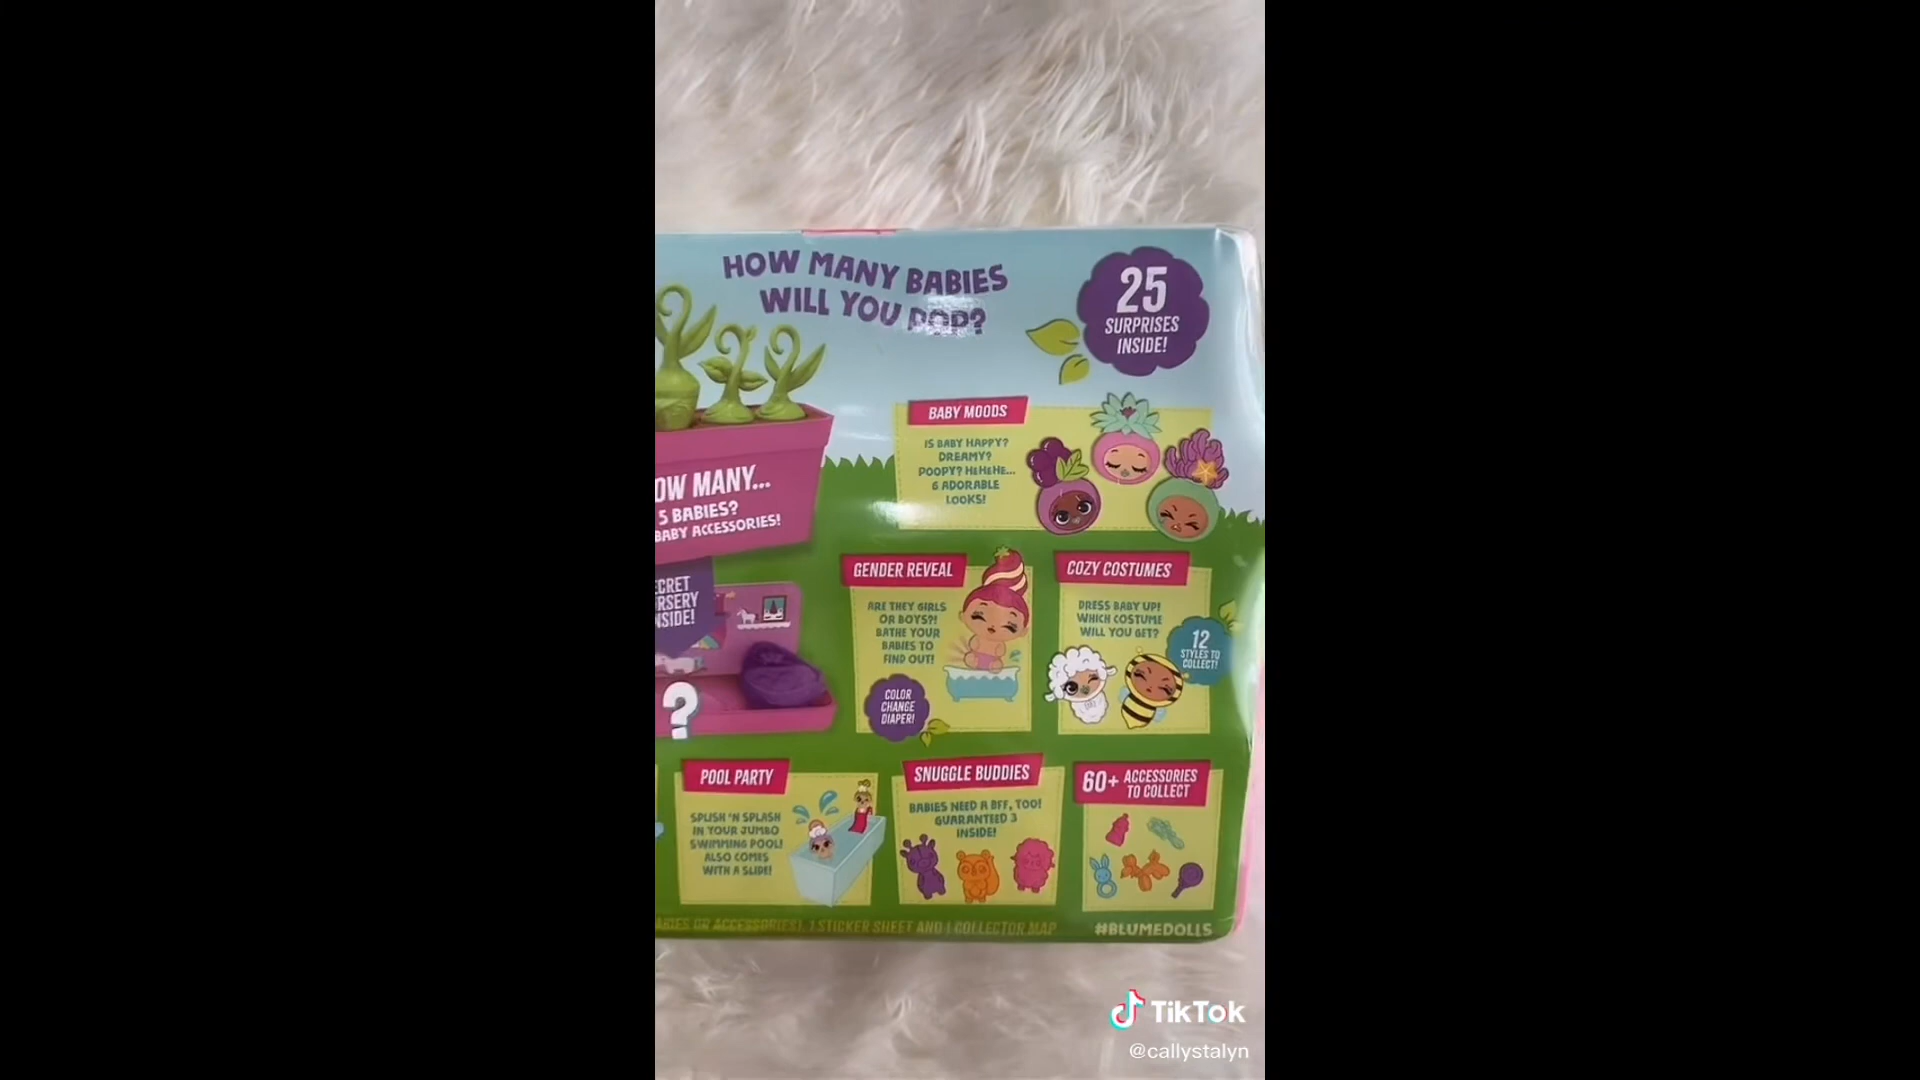 HOW MANY BABIES
WILL YOU POP?
25
SURPRISES
INSIDE!
BABY MOODS
IS BABY HAPPY?
DREAMY?
POOPY? HEHEHE...
6 ADORABLE
LOOKS!
OW MANY...
5 BABIES?
BABY ACCESSORIES!
ECRET
RSERY
NSIDE!
?
GENDER REVEAL
ARE THEY GIRLS
OR BOYS?!
BATHE YOUR
BABIES TO
FIND OUT!
COLOR
CHANGE
DIAPER!
COZY COSTUMES
DRESS BABY UP!
WHICH COSTUME
WILL YOU GET?
12
STYLES TO
COLLECT!
POOL PARTY
SPLISH 'N SPLASH
IN YOUR JUMBO
SWIMMING POOL!
ALSO COMES
WITH A SLIDE!
SNUGGLE BUDDIES
BABIES NEED A BFF, TOO!
GUARANTEED 3
INSIDE!
60+ ACCESSORIES
TO COLLECT
ABIES OR ACCESSORIES), 1 STICKER SHEET AND 1 COLLECTOR MAP
#BLUMEDOLLS
TikTok
@callystalyn